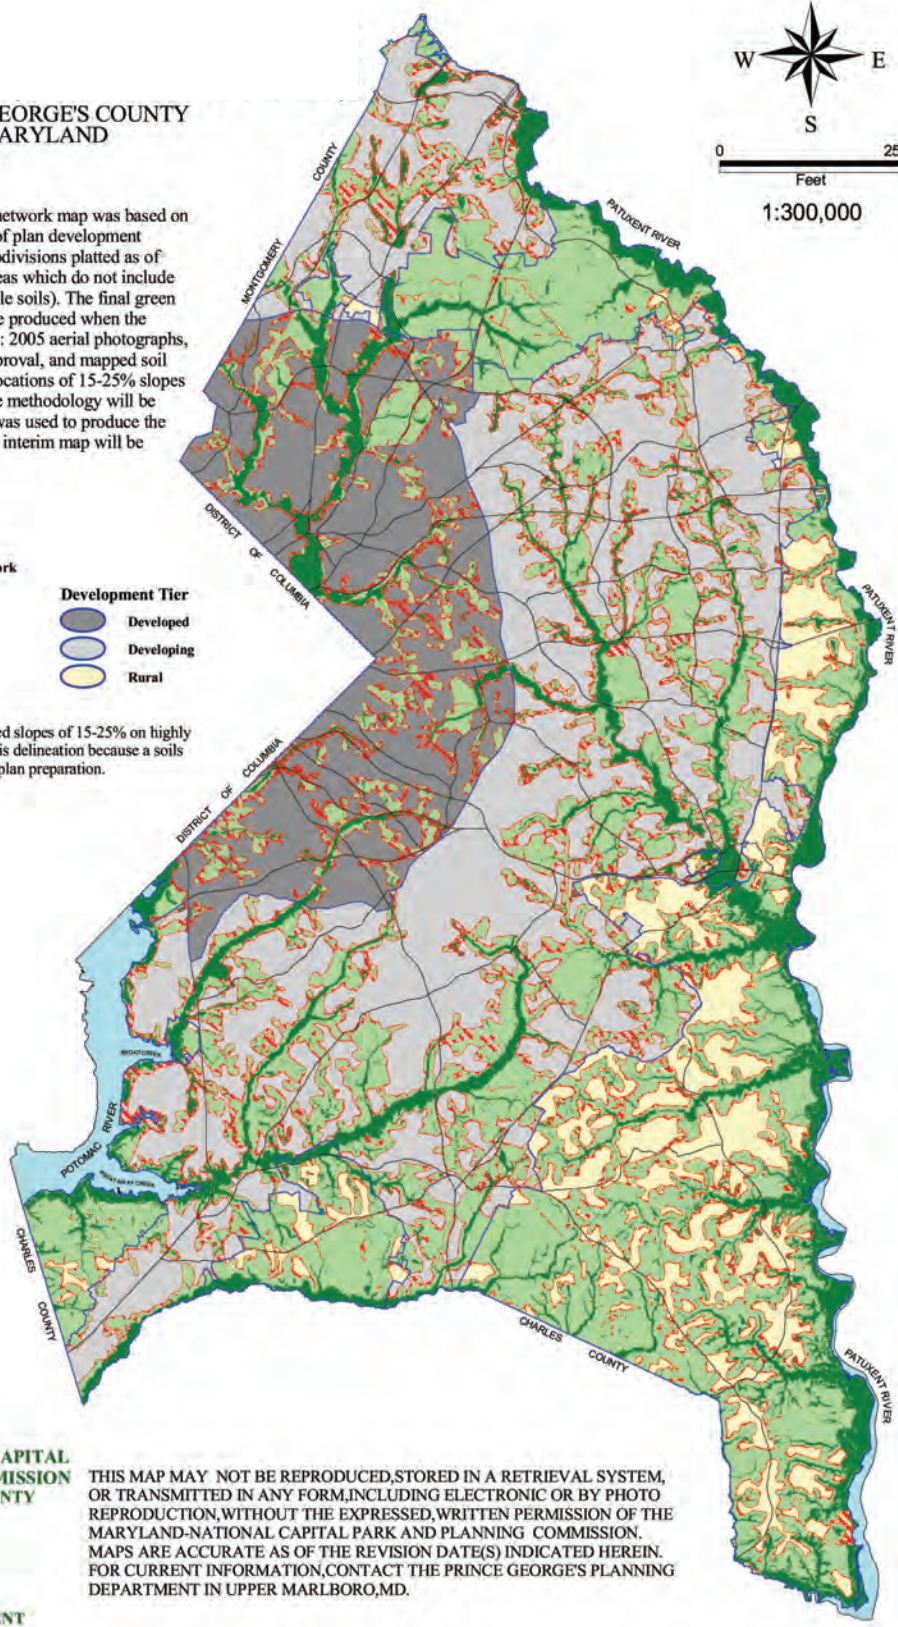 W E
S
0 25
Feet
1:300,000
EORGE'S COUNTY
ARYLAND
network map was based on
of plan development
bdivisions platted as of
eas which do not include
le soils). The final green
e produced when the
: 2005 aerial photographs,
proval, and mapped soil
ocations of 15-25% slopes
e methodology will be
was used to produce the
interim map will be
rk
Development Tier
Developed
Developing
Rural
ed slopes of 15-25% on highly
is delineation because a soils
plan preparation.
MONTGOMERY COUNTY
PATUXENT RIVER
DISTRICT OF COLUMBIA
PATUXENT RIVER
DISTRICT OF COLUMBIA
POTOMAC RIVER
CHARLES COUNTY
CHARLES COUNTY
PATUXENT RIVER
APITAL
MISSION
NTY
THIS MAP MAY NOT BE REPRODUCED,STORED IN A RETRIEVAL SYSTEM,
OR TRANSMITTED IN ANY FORM,INCLUDING ELECTRONIC OR BY PHOTO
REPRODUCTION,WITHOUT THE EXPRESSED,WRITTEN PERMISSION OF THE
MARYLAND-NATIONAL CAPITAL PARK AND PLANNING COMMISSION.
MAPS ARE ACCURATE AS OF THE REVISION DATE(S) INDICATED HEREIN.
FOR CURRENT INFORMATION,CONTACT THE PRINCE GEORGE'S PLANNING
DEPARTMENT IN UPPER MARLBORO,MD.
ENT